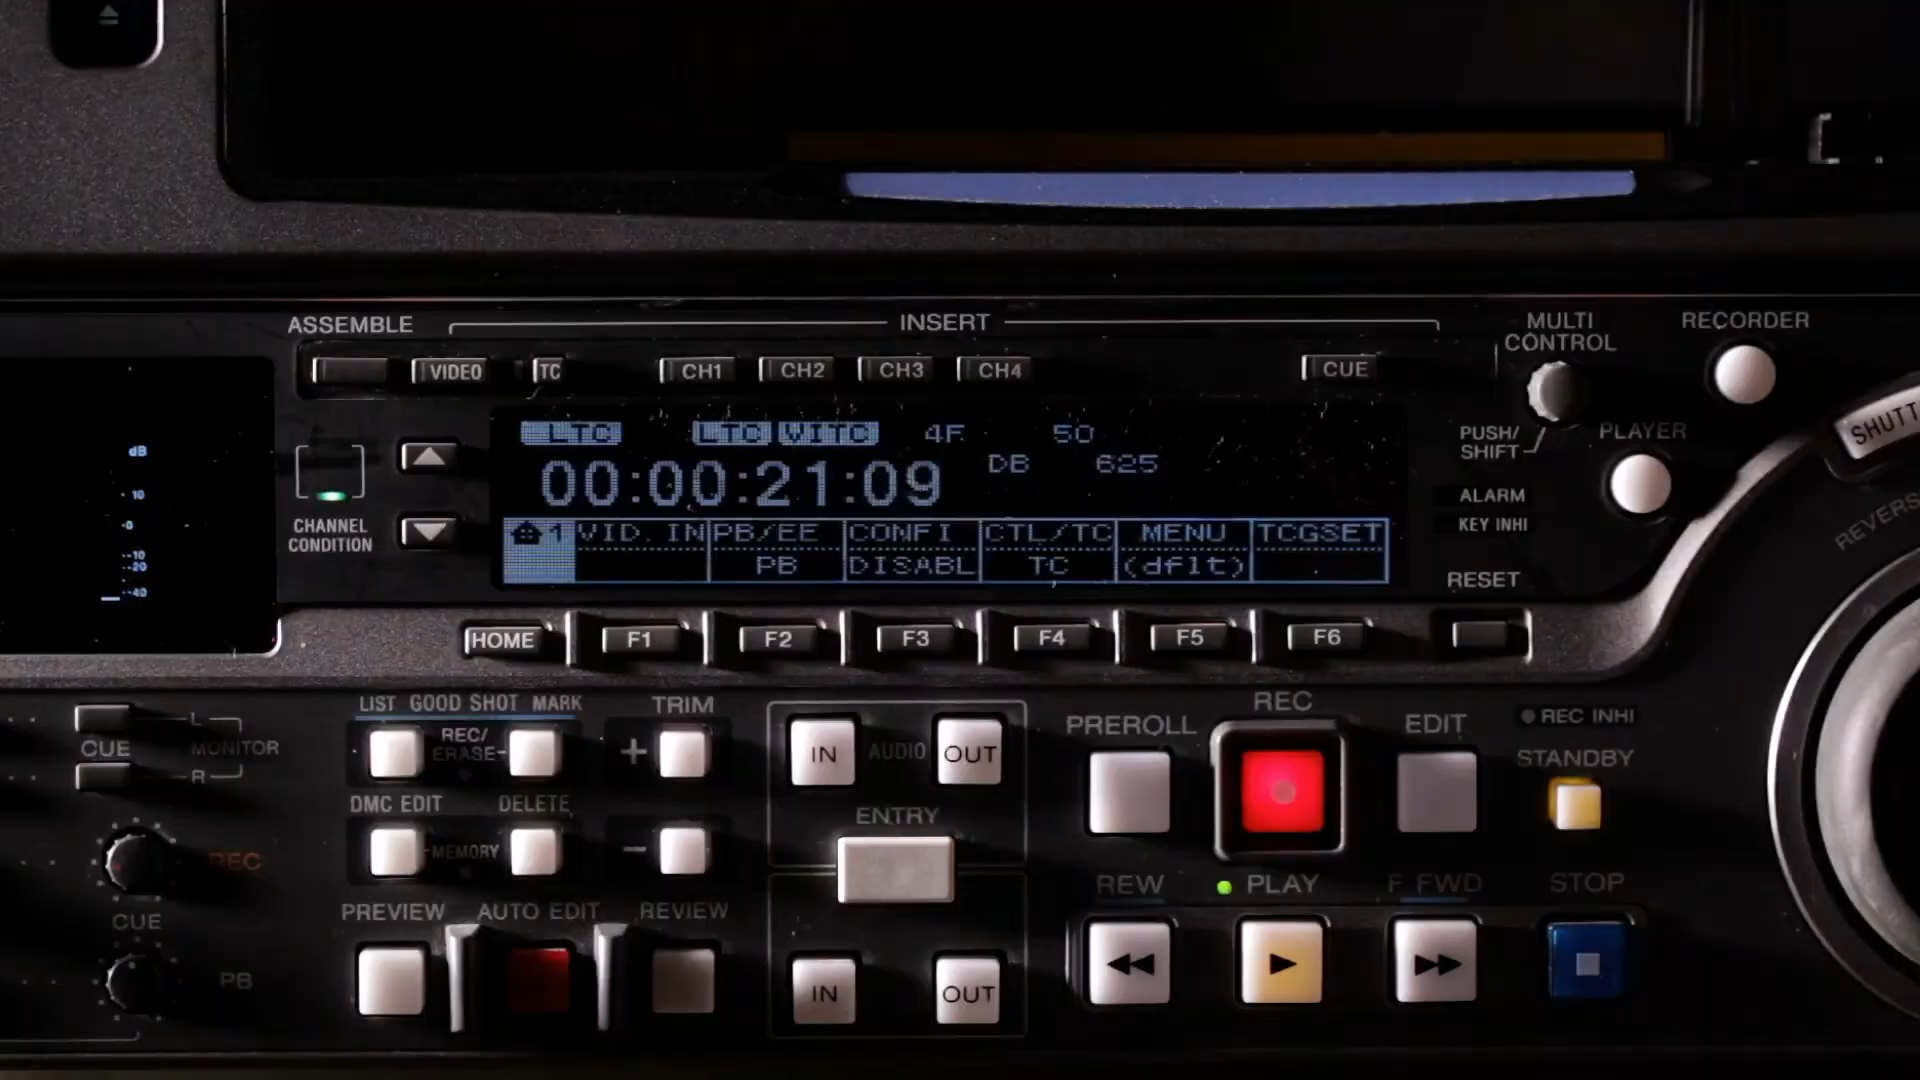 ASSEMBLE INSERT
VIDEO TC CH1 CH2 CH3 CH4 CUE
MULTI
CONTROL
RECORDER
SHUTT
PUSH/
SHIFT
PLAYER
REVERS
LTC LTC VITC 4F 50
DB 625
00:00:21:09
1 VID. IN PB/EE CONFI CTL/TC MENU TCGSET
PB DISABL TC (dflt)
CHANNEL
CONDITION
ALARM
KEY INHI
RESET
dB
10
-0
-10
-20
-40
HOME F1 F2 F3 F4 F5 F6
LIST GOOD SHOT MARK
REC/
ERASE
TRIM
+
DMC EDIT DELETE
MEMORY
-
PREVIEW AUTO EDIT REVIEW
CUE
L
MONITOR
R
REC
CUE
PB
IN AUDIO OUT
ENTRY
IN OUT
PREROLL REC EDIT
REC INHI
STANDBY
REW PLAY F FWD STOP